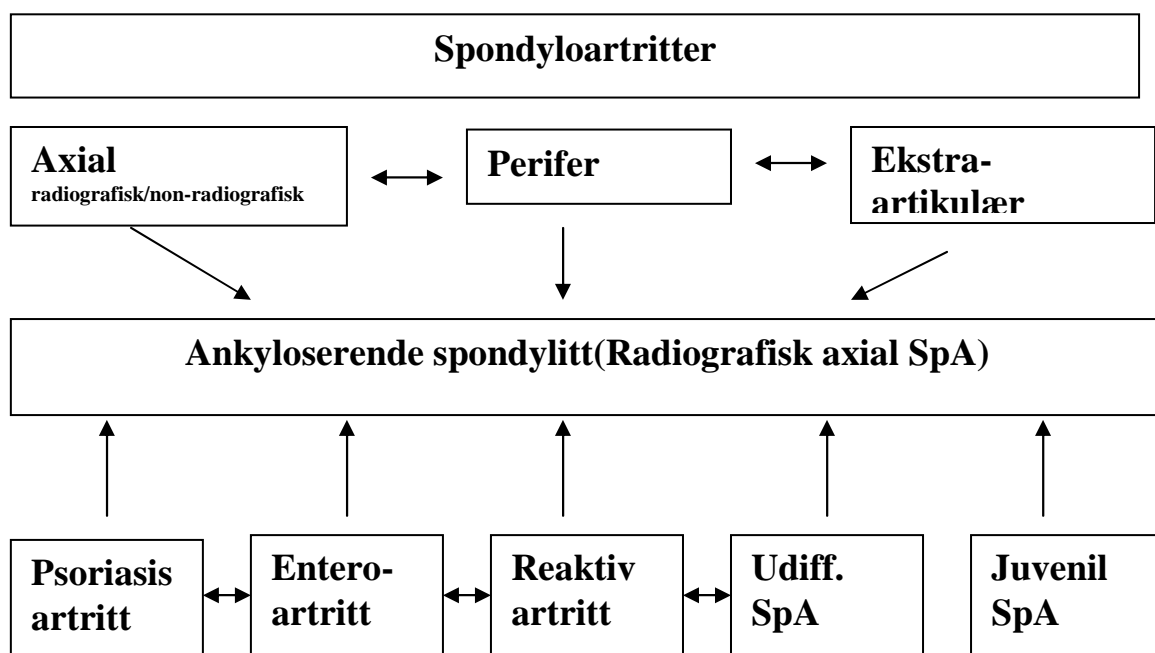 Spondyloartritter
Axial
radiografisk/non-radiografisk
Perifer
Ekstra-
artikulær
Ankyloserende spondylitt(Radiografisk axial SpA)
Psoriasis
artritt
Entero-
artritt
Reaktiv
artritt
Udiff.
SpA
Juvenil
SpA